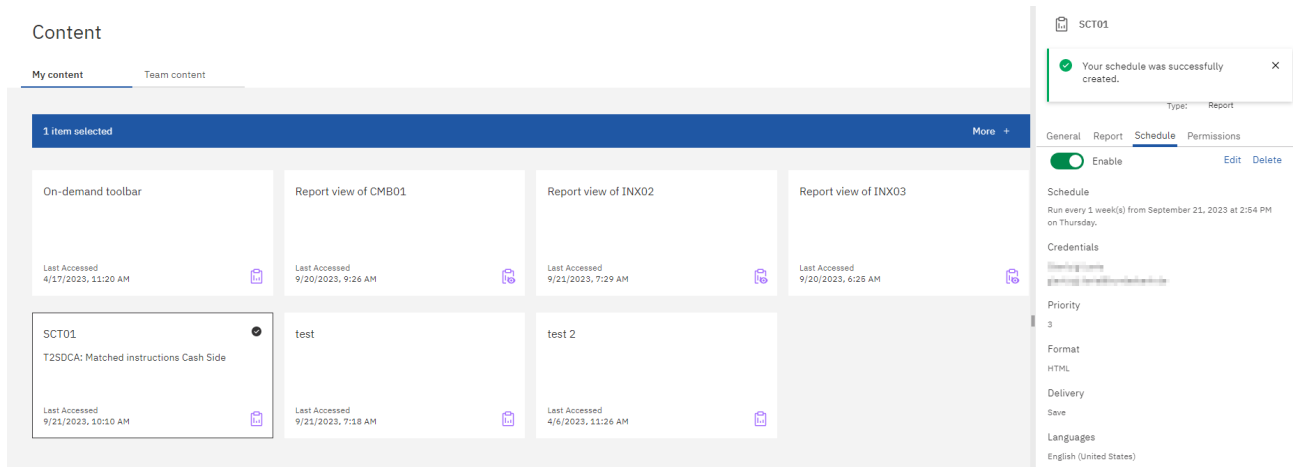 Content
My content
Team content
1 item selected
More +
On-demand toolbar
Last Accessed
4/17/2023, 11:20 AM
Report view of CMB01
Last Accessed
9/20/2023, 9:26 AM
Report view of INX02
Last Accessed
9/21/2023, 7:29 AM
Report view of INX03
Last Accessed
9/20/2023, 6:25 AM
SCT01
T2SDCA: Matched instructions Cash Side
Last Accessed
9/21/2023, 10:10 AM
test
Last Accessed
9/21/2023, 7:18 AM
test 2
Last Accessed
4/6/2023, 11:26 AM
SCT01
Your schedule was successfully
created.
Type: Report
General Report Schedule Permissions
Enable
Edit Delete
Schedule
Run every 1 week(s) from September 21, 2023 at 2:54 PM
on Thursday.
Credentials
Priority
3
Format
HTML
Delivery
Save
Languages
English (United States)